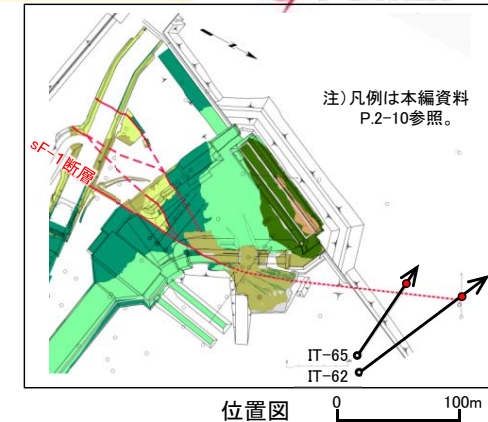 注)凡例は本編資料
P.2-10参照。
sF-1断層
IT-65
IT-62
位置図
0 100m